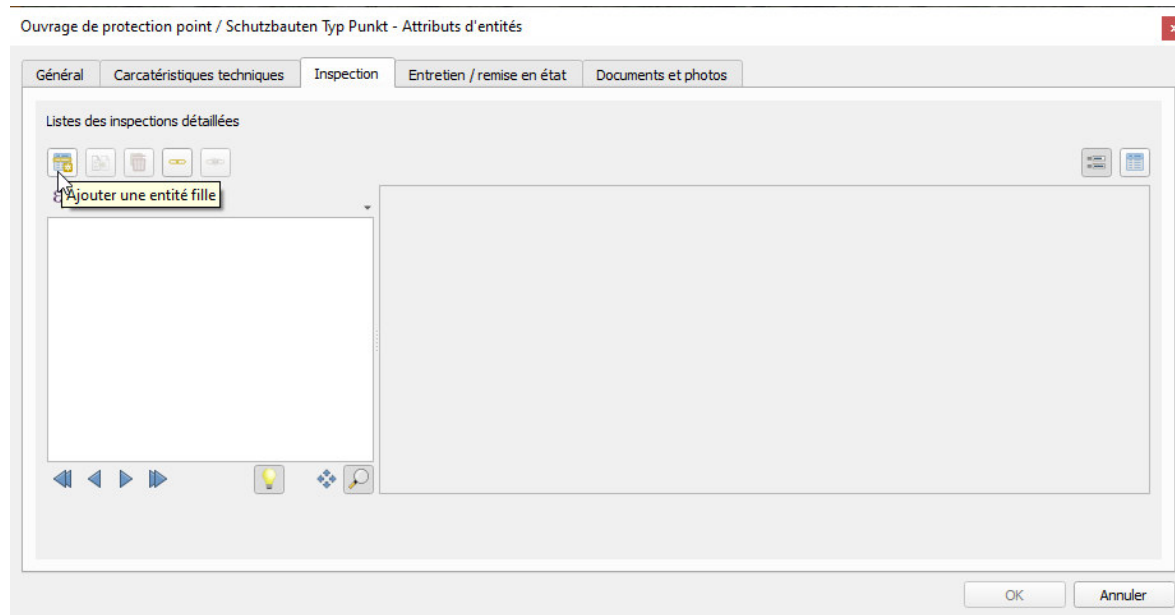 Ouvrage de protection point / Schutzbauten Typ Punkt - Attributs d'entités
Général Carcatéristiques techniques Inspection Entretien / remise en état Documents et photos
Listes des inspections détaillées
Ajouter une entité fille
OK Annuler